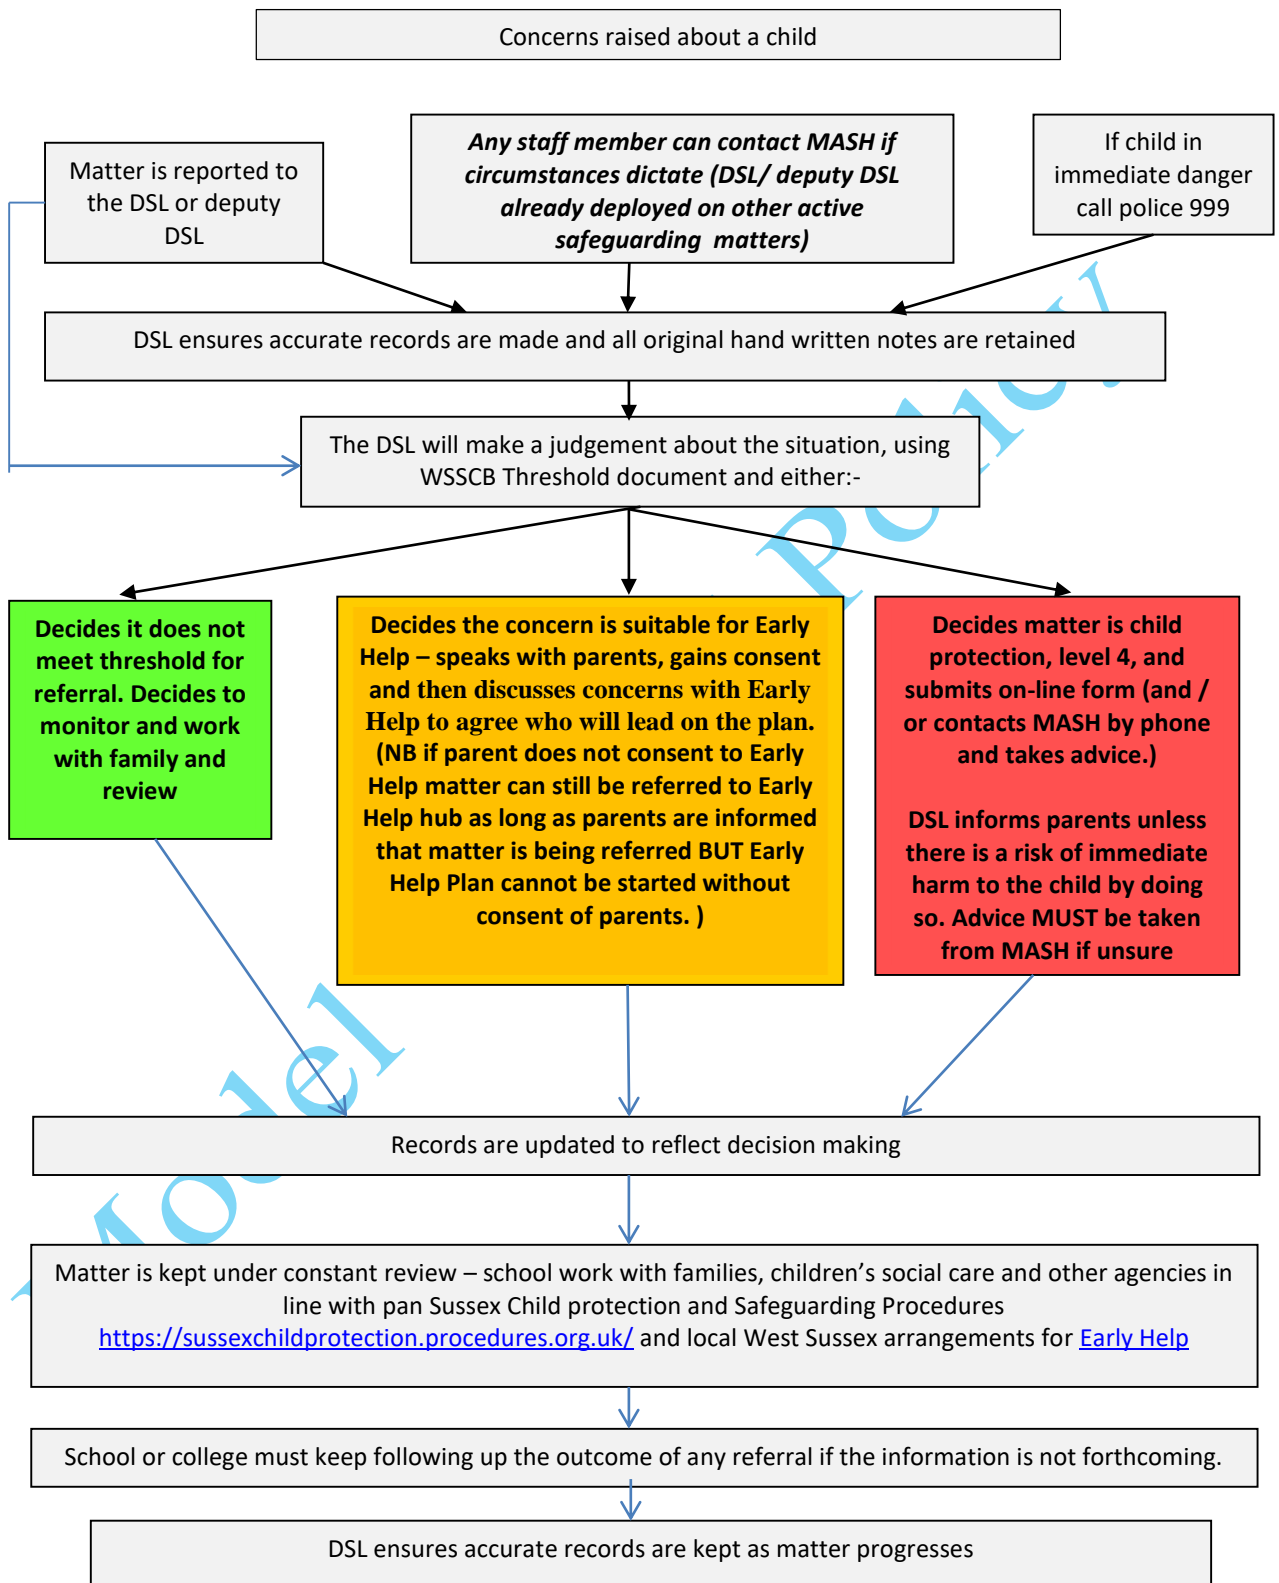 Concerns raised about a child
Matter is reported to
the DSL or deputy
DSL
Any staff member can contact MASH if
circumstances dictate (DSL/ deputy DSL
already deployed on other active
safeguarding  matters)
If child in
immediate danger
call police 999
DSL ensures accurate records are made and all original hand written notes are retained
The DSL will make a judgement about the situation, using
WSSCB Threshold document and either:-
Decides it does not
meet threshold for
referral. Decides to
monitor and work
with family and
review
Decides the concern is suitable for Early
Help – speaks with parents, gains consent
and then discusses concerns with Early
Help to agree who will lead on the plan.
(NB if parent does not consent to Early
Help matter can still be referred to Early
Help hub as long as parents are informed
that matter is being referred BUT Early
Help Plan cannot be started without
consent of parents. )
Decides matter is child
protection, level 4, and
submits on-line form (and /
or contacts MASH by phone
and takes advice.)
DSL informs parents unless
there is a risk of immediate
harm to the child by doing
so. Advice MUST be taken
from MASH if unsure
Records are updated to reflect decision making
Matter is kept under constant review – school work with families, children’s social care and other agencies in
line with pan Sussex Child protection and Safeguarding Procedures
https://sussexchildprotection.procedures.org.uk/ and local West Sussex arrangements for Early Help
School or college must keep following up the outcome of any referral if the information is not forthcoming.
DSL ensures accurate records are kept as matter progresses
Model Policy